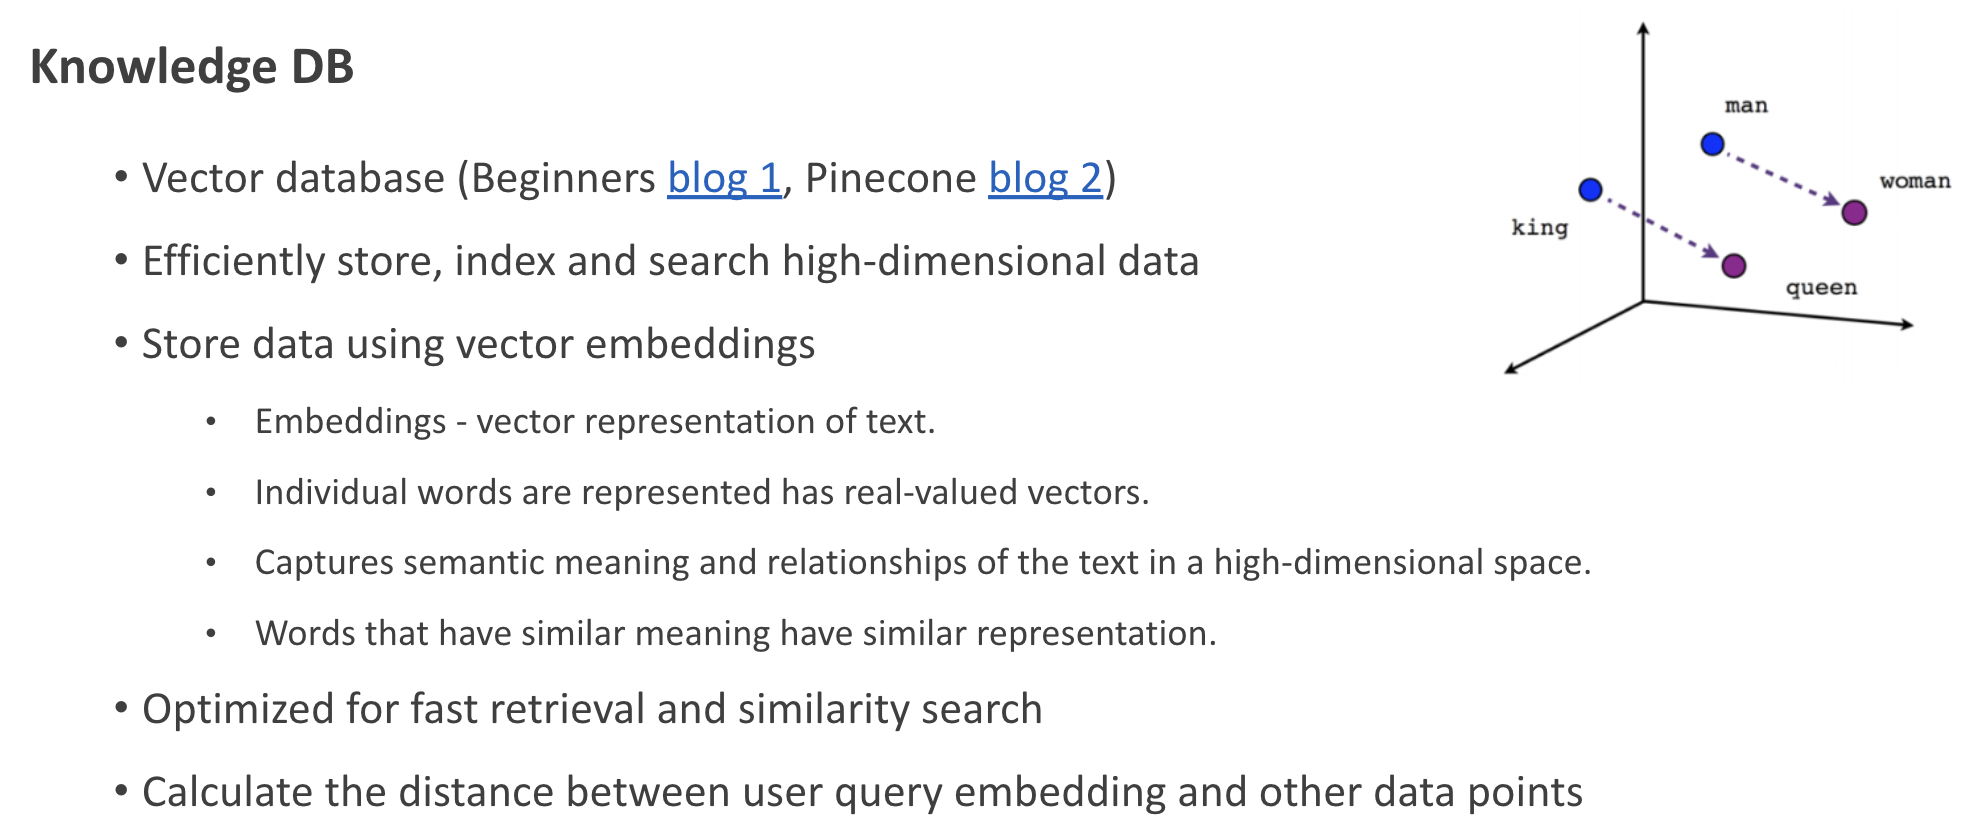 Knowledge DB
• Vector database (Beginners blog 1, Pinecone blog 2)
• Efficiently store, index and search high-dimensional data
• Store data using vector embeddings
• Embeddings - vector representation of text.
• Individual words are represented has real-valued vectors.
• Captures semantic meaning and relationships of the text in a high-dimensional space.
• Words that have similar meaning have similar representation.
• Optimized for fast retrieval and similarity search
• Calculate the distance between user query embedding and other data points
man
woman
king
queen